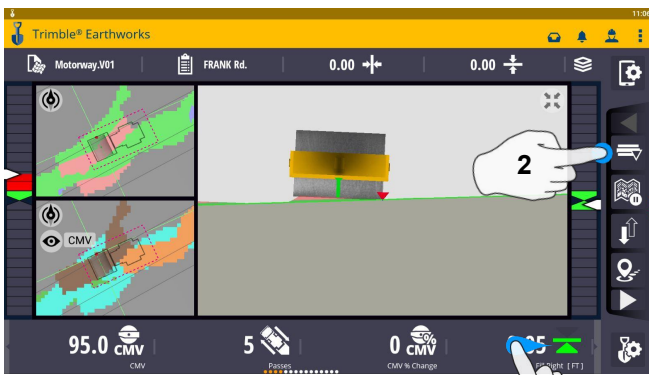 11:06
Trimble® Earthworks
Motorway.V01
FRANK Rd.
0.00
0.00
CMV
2
95.0 CMV
CMV
5
Passes
0 CMV
CMV % Change
Right [FT]